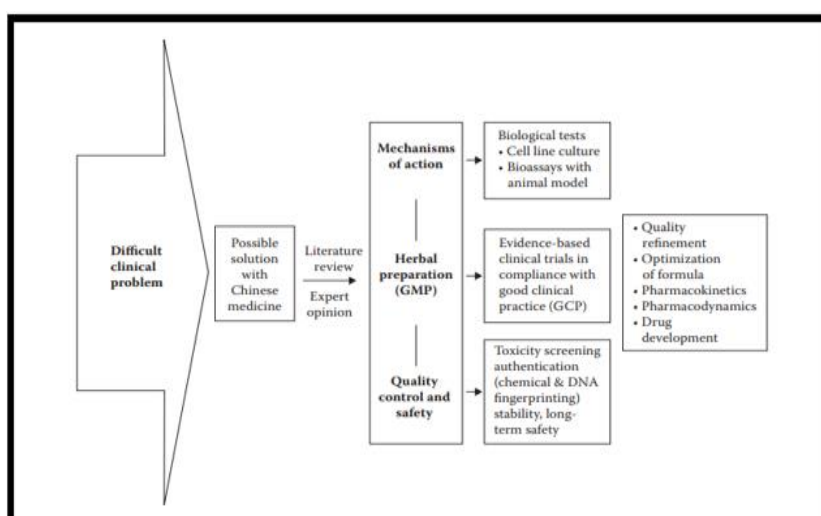 Difficult
clinical
problem
Possible
solution
with
Chinese
medicine
Literature
review
Expert
opinion
Mechanisms
of action
Herbal
preparation
(GMP)
Quality
control and
safety
Biological tests
• Cell line culture
• Bioassays with
animal model
Evidence-based
clinical trials in
compliance with
good clinical
practice (GCP)
Toxicity screening
authentication
(chemical & DNA
fingerprinting)
stability, long-
term safety
• Quality
refinement
• Optimization
of formula
• Pharmacokinetics
• Pharmacodynamics
• Drug
development